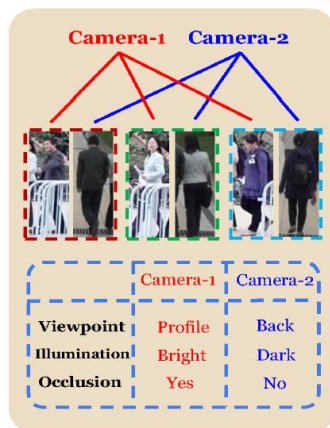 Camera-1 Camera-2
Camera-1 Camera-2
Viewpoint Profile Back
Illumination Bright Dark
Occlusion Yes No